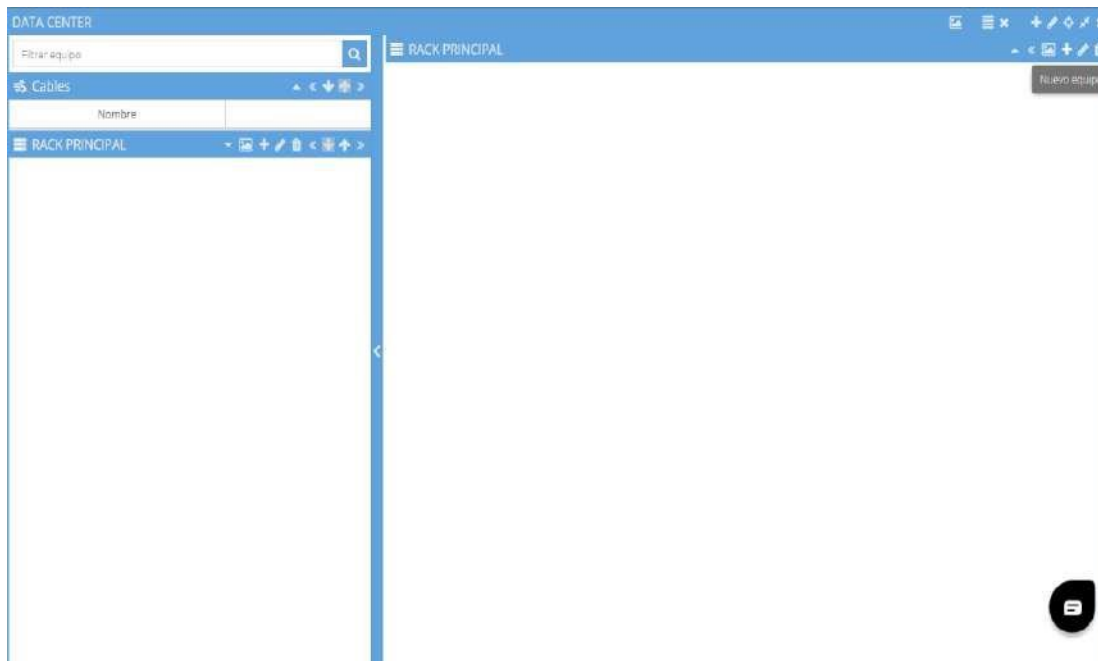 DATA CENTER
Filtrar equipo
RACK PRINCIPAL
Nuevo equipo
Cables
Nombre
RACK PRINCIPAL